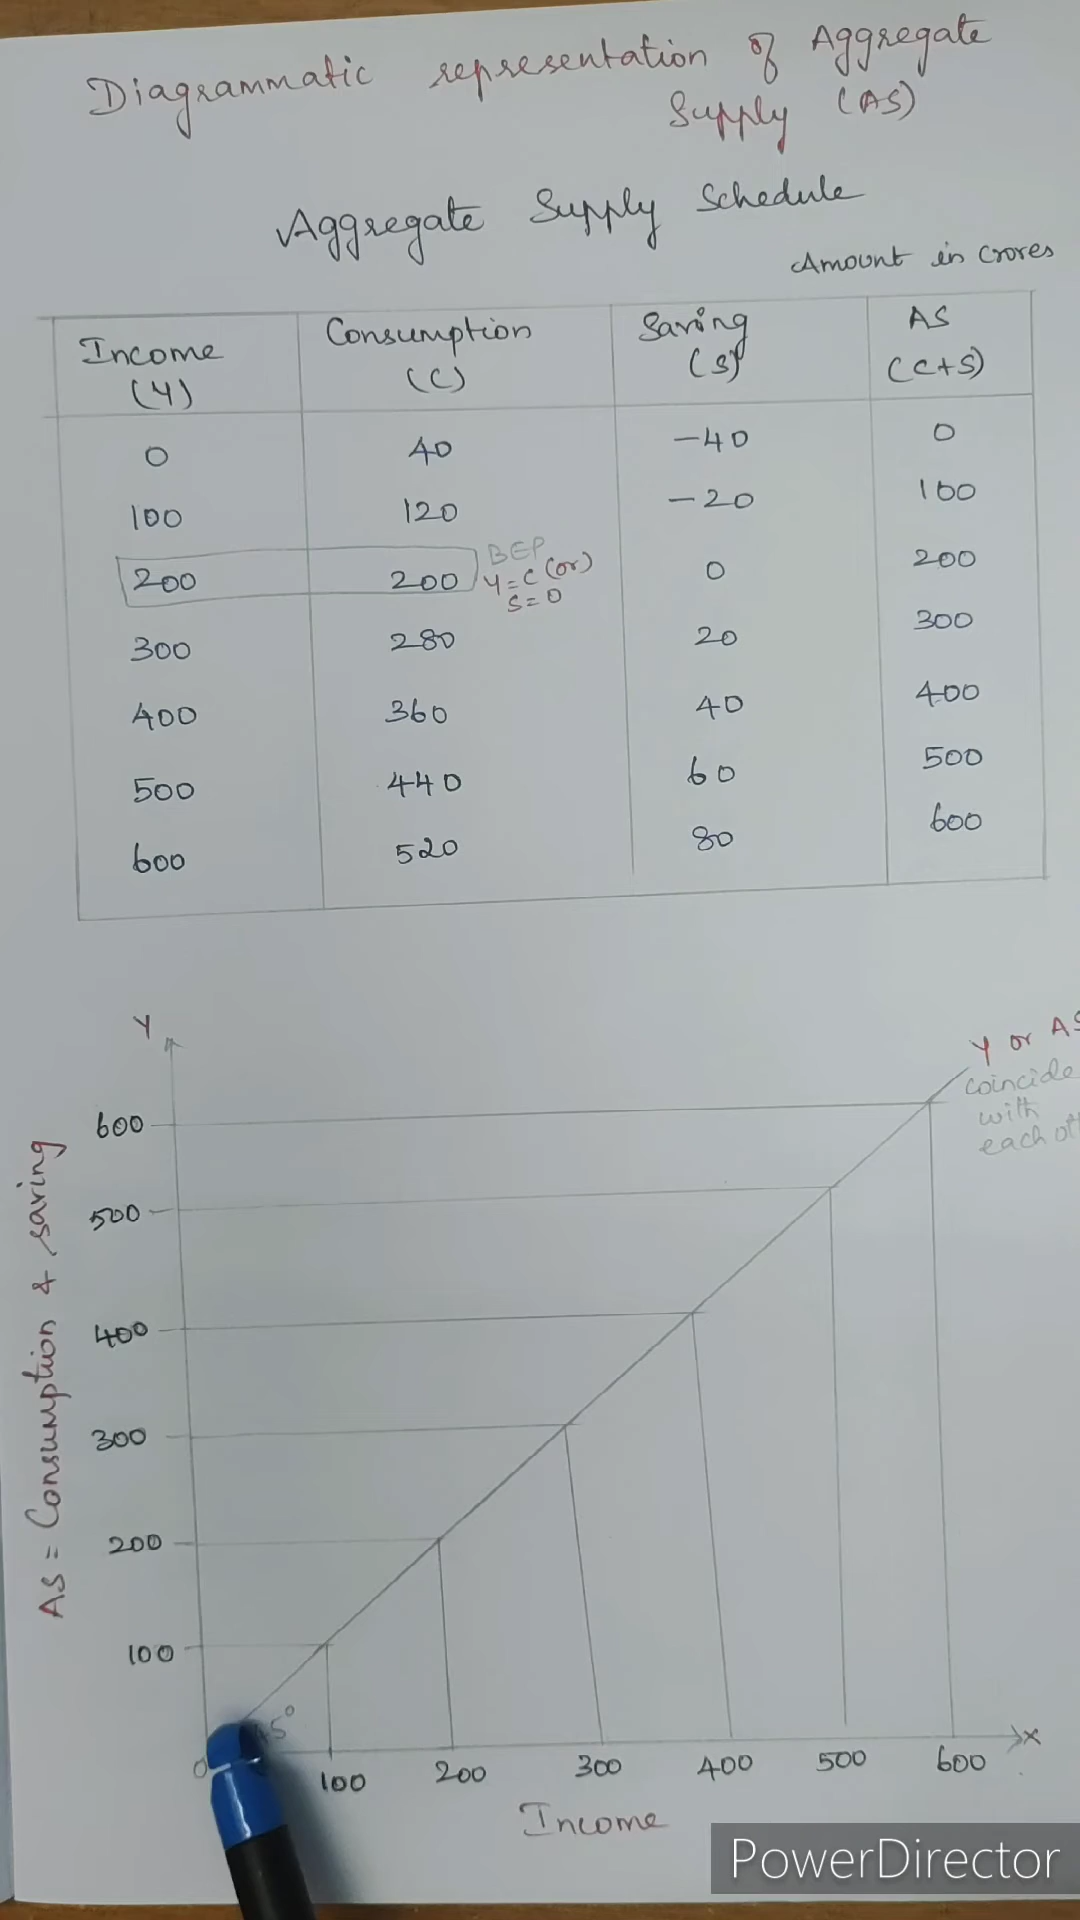 Diagrammatic representation of Aggregate
Supply (AS)
Aggregate Supply Schedule
Amount in Crores
Income Consumption Saving AS
(Y) (C) (S) (C+S)
0 40 -40 0
100 120 -20 100
BEP
200 200 Y=C (or) 0 200
S=0
300 280 20 300
400 360 40 400
500 440 60 500
600 520 80 600
Y
Y or AS
coincide
with
each
600
500
400
300
200
100
AS = Consumption & saving
0 100 200 300 400 500 600 X
Income
PowerDirector